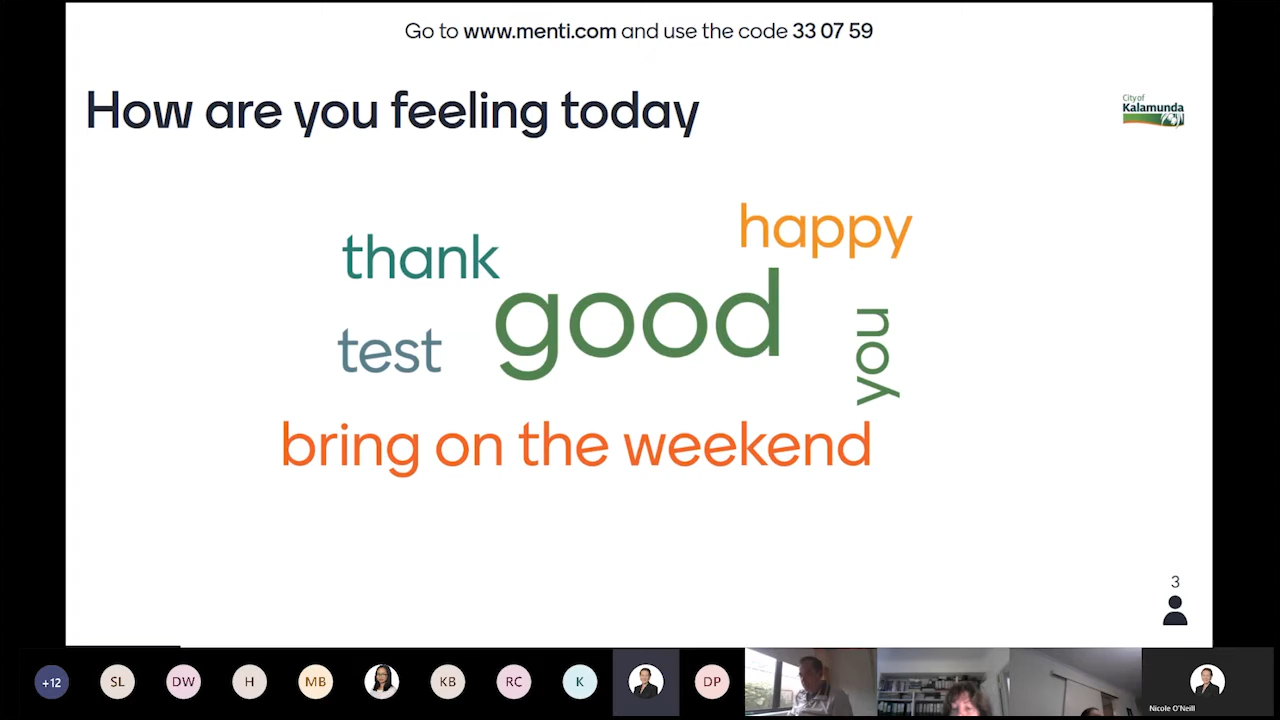 Go to www.menti.com and use the code 33 07 59
How are you feeling today
City of
Kalamunda
happy
thank
good
you
test
bring on the weekend
3
+12
SL
DW
H
MB
KB
RC
K
DP
Nicole O'Neill